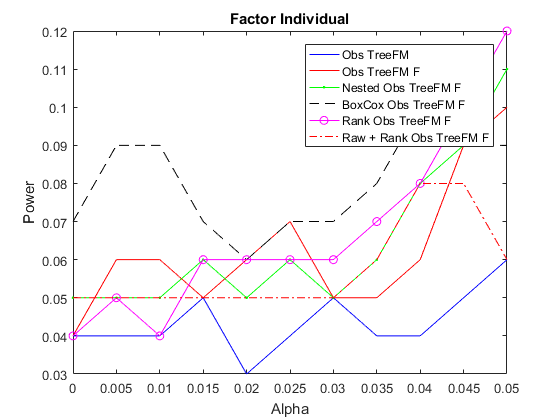 Factor Individual
0.12
0.11
0.1
0.09
0.08
0.07
0.06
0.05
0.04
0.03
Power
Obs TreeFM
Obs TreeFM F
Nested Obs TreeFM F
BoxCox Obs TreeFM F
Rank Obs TreeFM F
Raw + Rank Obs TreeFM F
0
0.005
0.01
0.015
0.02
0.025
0.03
0.035
0.04
0.045
0.05
Alpha